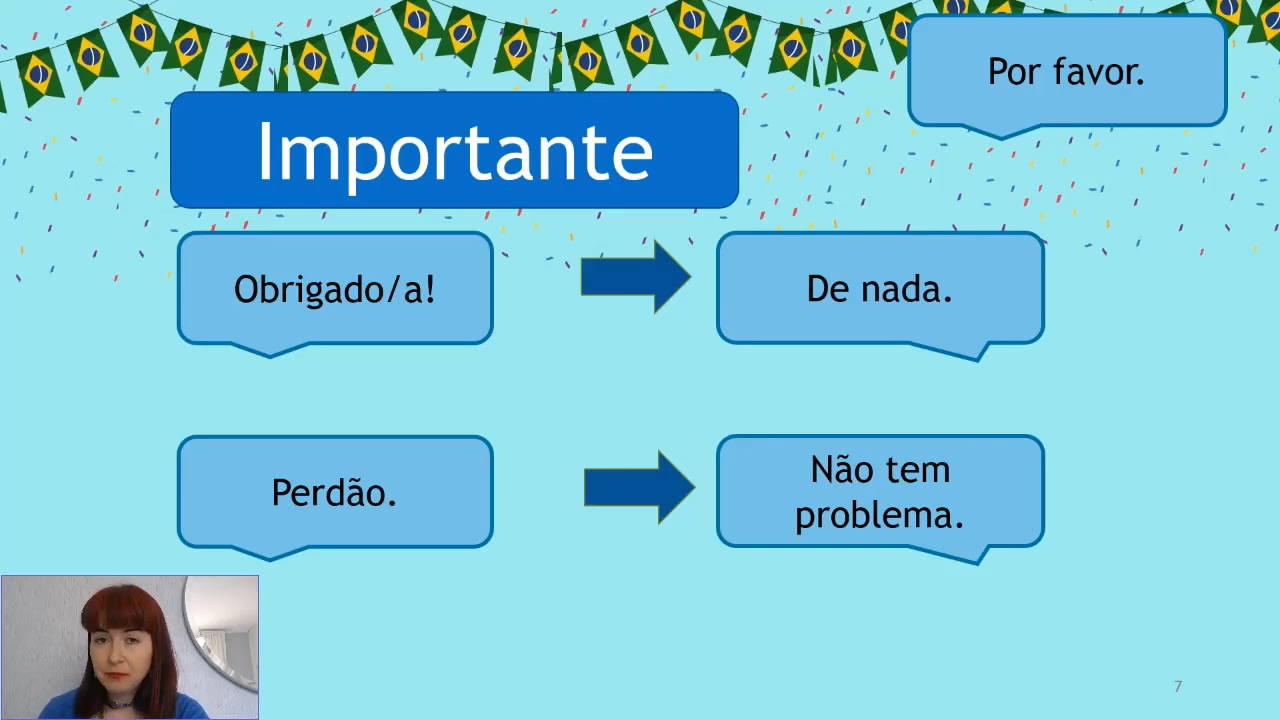 Por favor.
Importante
Obrigado/a!
De nada.
Perdão.
Não tem
problema.
7